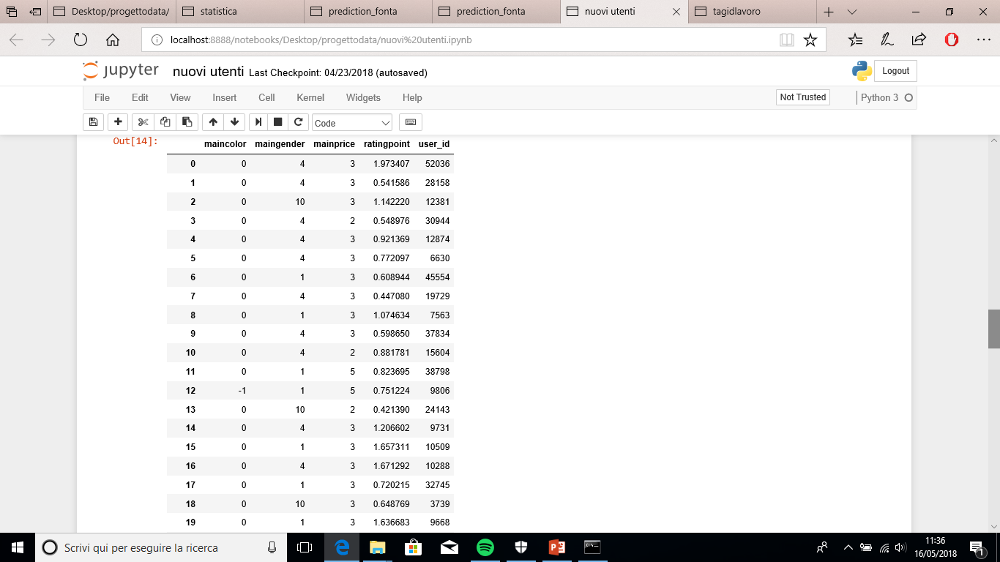 Desktop/progettodata/ statistica prediction_fonta prediction_fonta nuovi utenti tagidlavoro
localhost:8888/notebooks/Desktop/progettodata/nuovi%20utenti.ipynb
jupyter nuovi utenti Last Checkpoint: 04/23/2018 (autosaved) Logout
File Edit View Insert Cell Kernel Widgets Help Not Trusted Python 3
Code
Out[14]:
maincolor maingender mainprice ratingpoint user_id
0 0 4 3 1.973407 52036
1 0 4 3 0.541586 28158
2 0 10 3 1.142220 12381
3 0 4 2 0.548976 30944
4 0 4 3 0.921369 12874
5 0 4 3 0.772097 6630
6 0 1 3 0.608944 45554
7 0 4 3 0.447080 19729
8 0 1 3 1.074634 7563
9 0 4 3 0.598650 37834
10 0 4 2 0.881781 15604
11 0 1 5 0.823695 38798
12 -1 1 5 0.751224 9806
13 0 10 2 0.421390 24143
14 0 4 3 1.206602 9731
15 0 1 3 1.657311 10509
16 0 4 3 1.671292 10288
17 0 1 3 0.720215 32745
18 0 10 3 0.648769 3739
19 0 1 3 1.636683 9668
Scrivi qui per eseguire la ricerca
11:36
16/05/2018
1